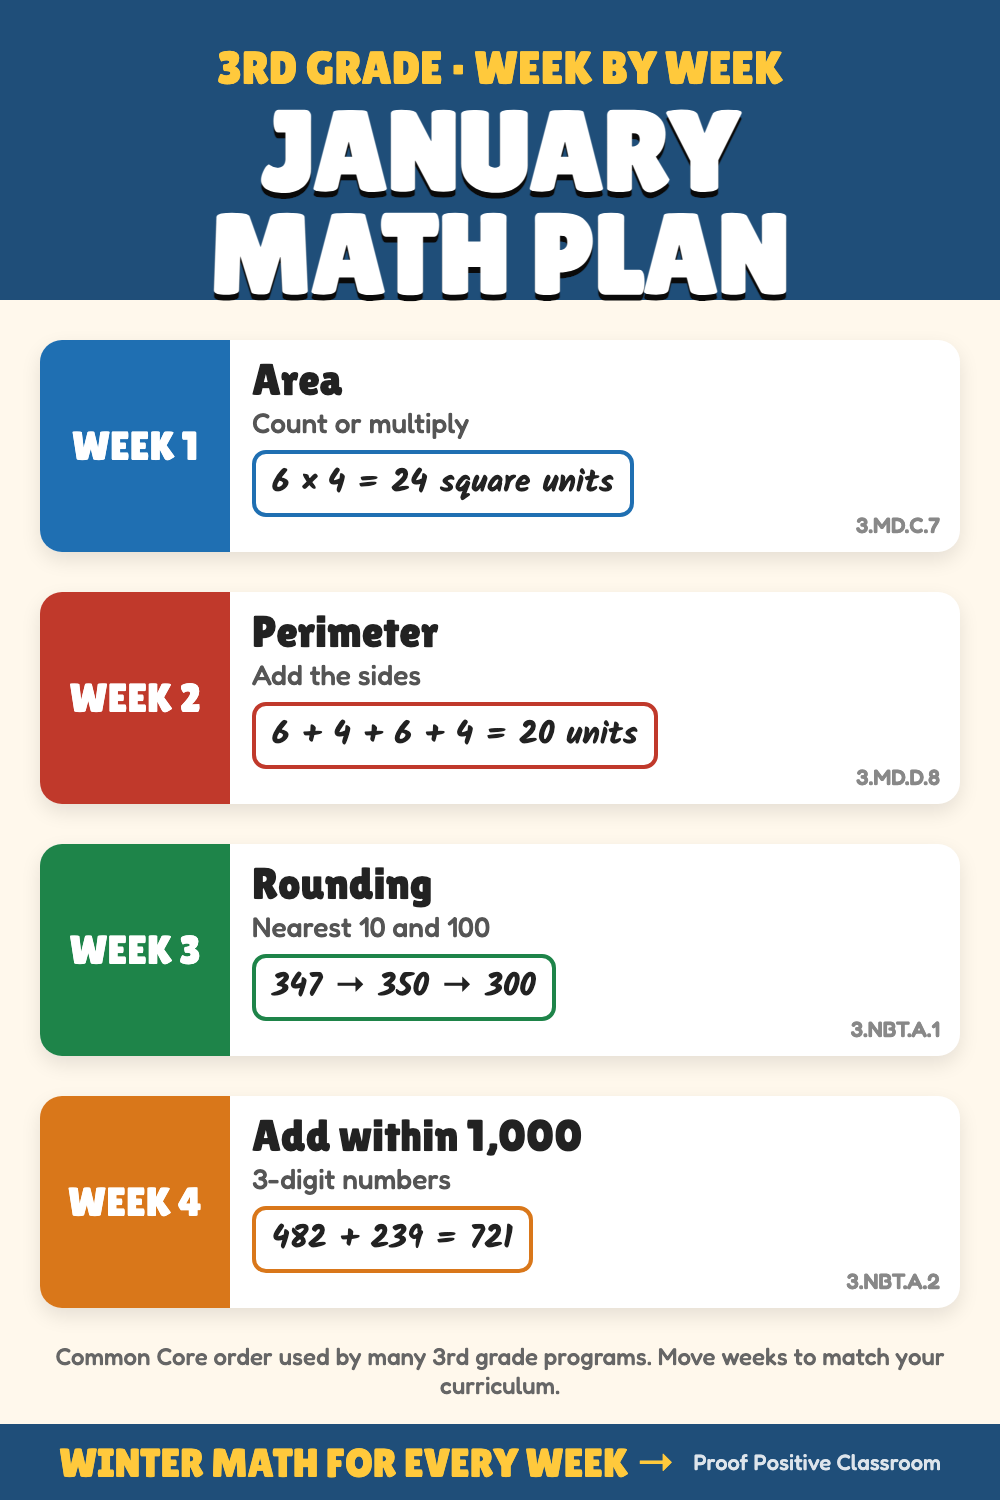 3RD GRADE · WEEK BY WEEK
JANUARY
MATH PLAN
WEEK 1
Area
Count or multiply
6 × 4 = 24 square units
3.MD.C.7
WEEK 2
Perimeter
Add the sides
6 + 4 + 6 + 4 = 20 units
3.MD.D.8
WEEK 3
Rounding
Nearest 10 and 100
347 → 350 → 300
3.NBT.A.1
WEEK 4
Add within 1,000
3-digit numbers
482 + 239 = 721
3.NBT.A.2
Common Core order used by many 3rd grade programs. Move weeks to match your
curriculum.
WINTER MATH FOR EVERY WEEK → Proof Positive Classroom